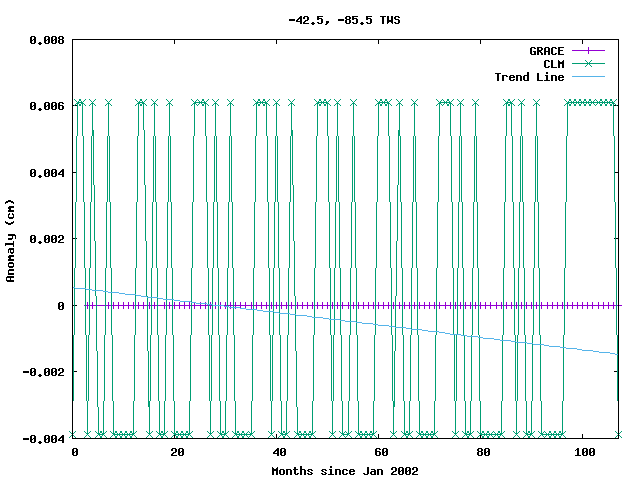 -42.5, -85.5 TWS
0.008
0.006
0.004
0.002
0
-0.002
-0.004
Anomaly (cm)
GRACE
CLM
Trend Line
0 20 40 60 80 100
Months since Jan 2002